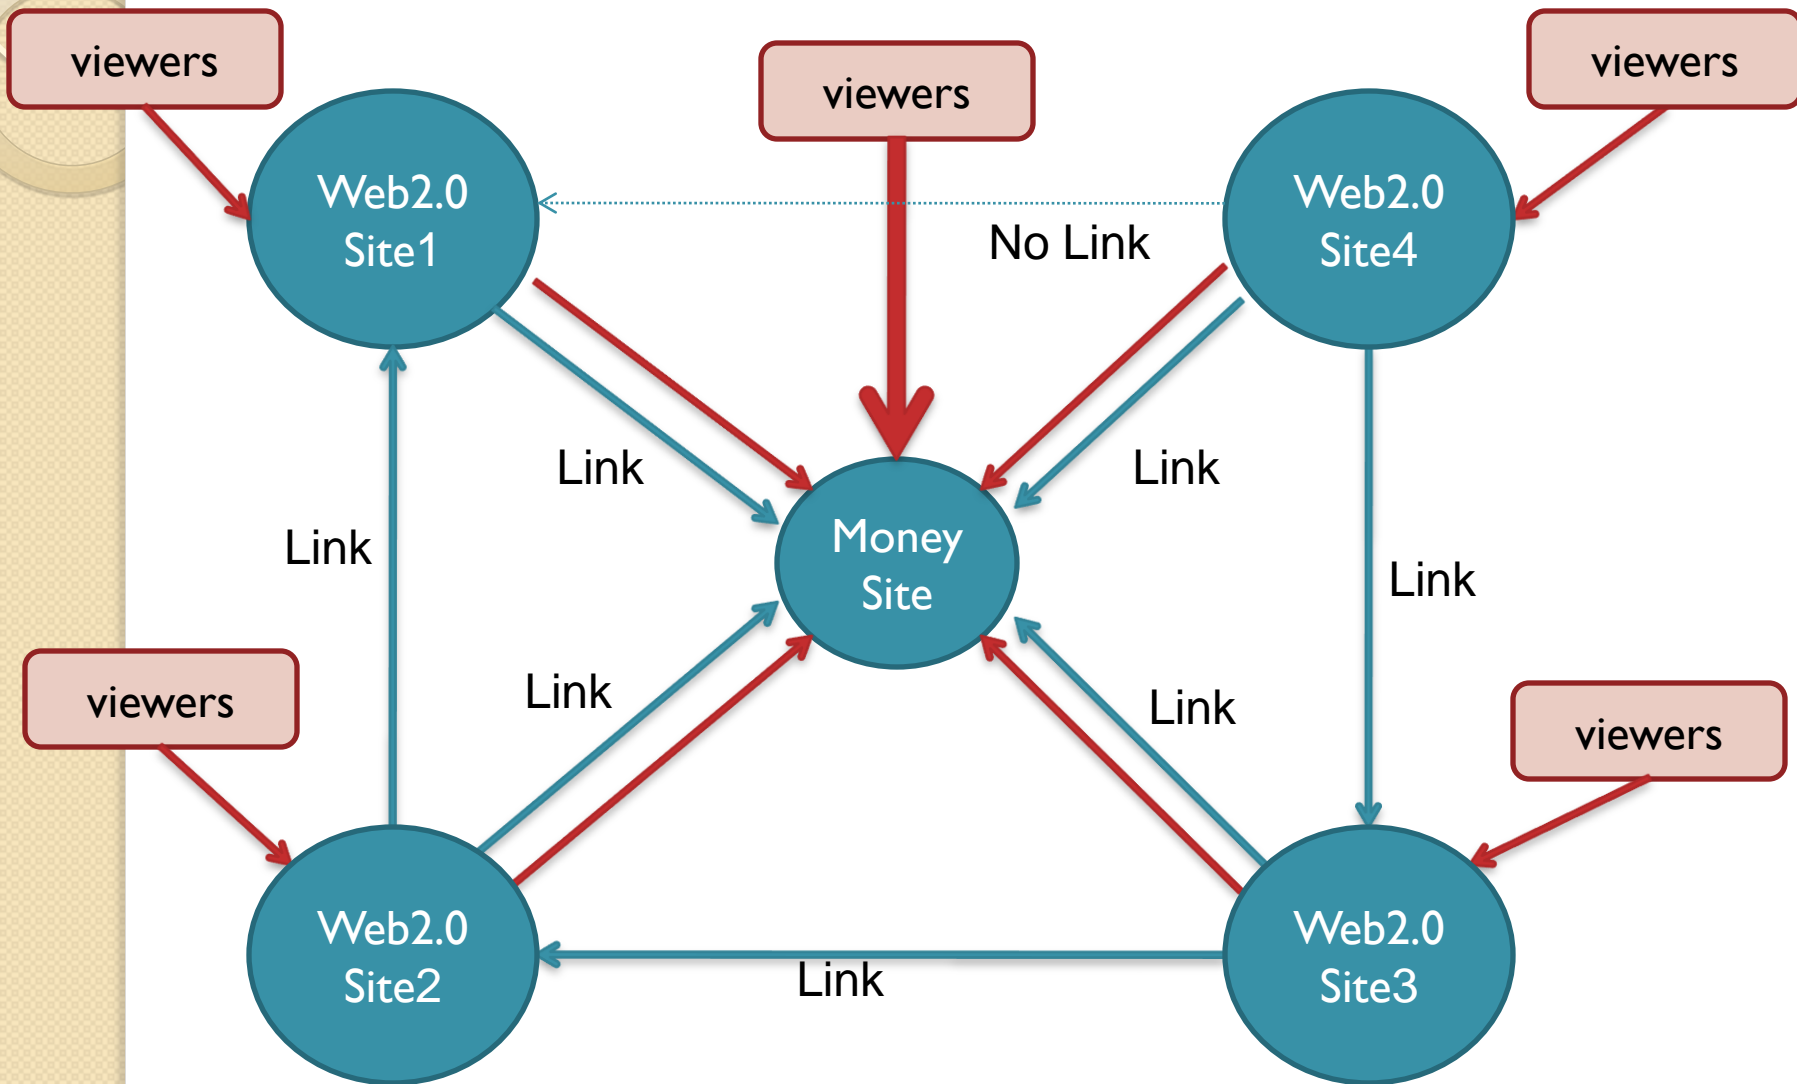 viewers
viewers
viewers
Web2.0
Site1
Web2.0
Site4
No Link
Link
Link
Link
Money
Site
Link
viewers
Link
Link
viewers
Web2.0
Site2
Link
Web2.0
Site3